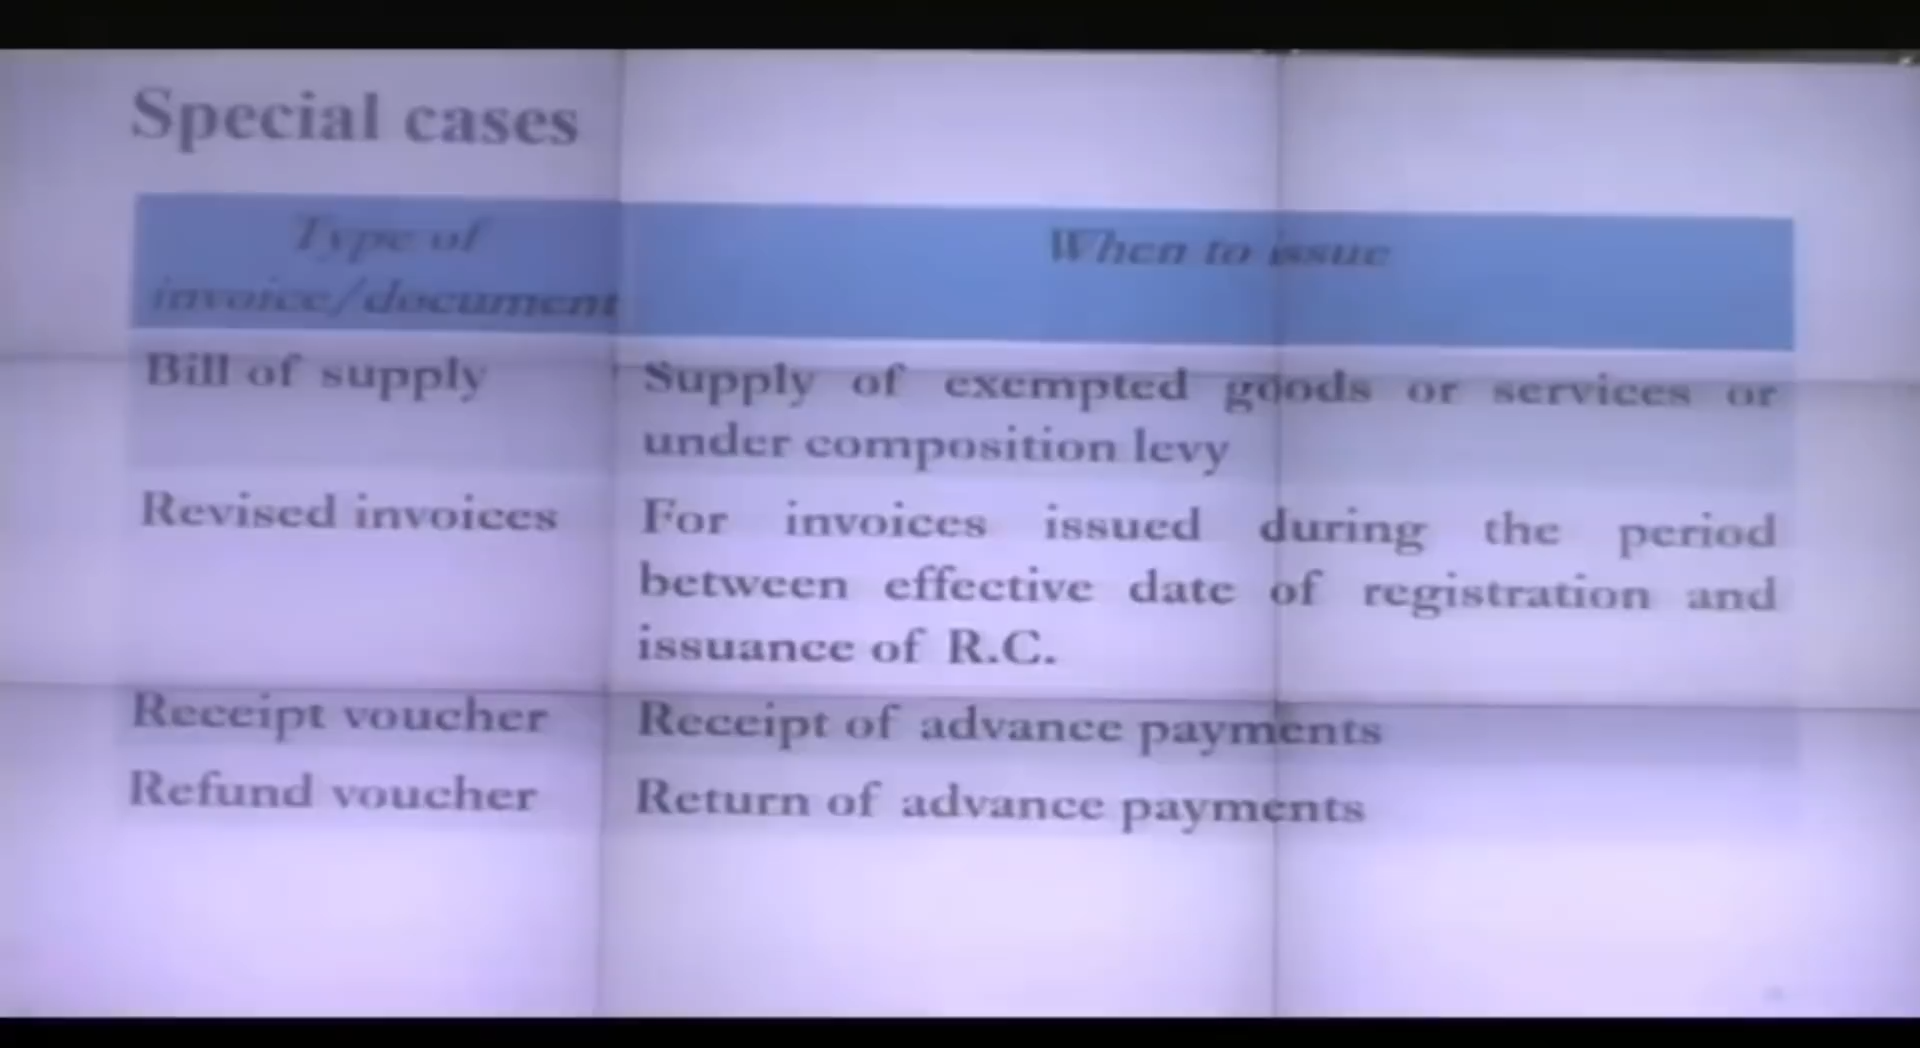 Special cases
Type of
invoice/document
When to issue
Bill of supply
Supply of exempted goods or services or
under composition levy
Revised invoices
For invoices issued during the period
between effective date of registration and
issuance of R.C.
Receipt voucher
Receipt of advance payments
Refund voucher
Return of advance payments